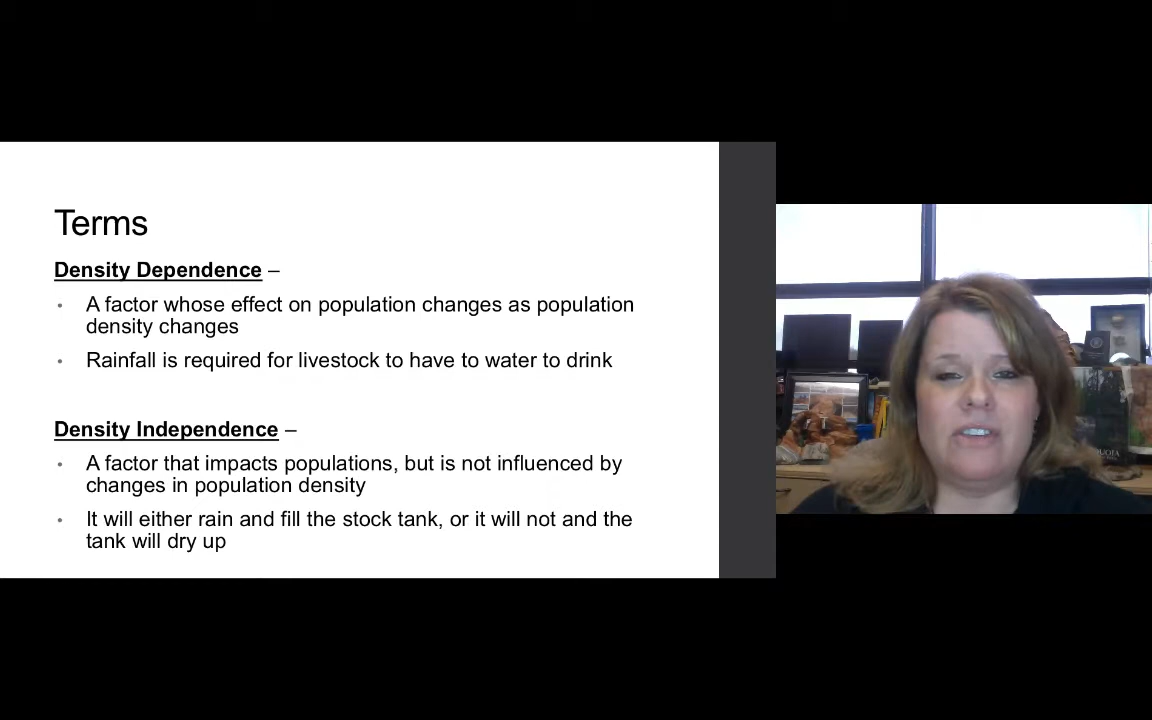 Terms
Density Dependence –
• A factor whose effect on population changes as population
density changes
• Rainfall is required for livestock to have to water to drink
Density Independence –
• A factor that impacts populations, but is not influenced by
changes in population density
• It will either rain and fill the stock tank, or it will not and the
tank will dry up